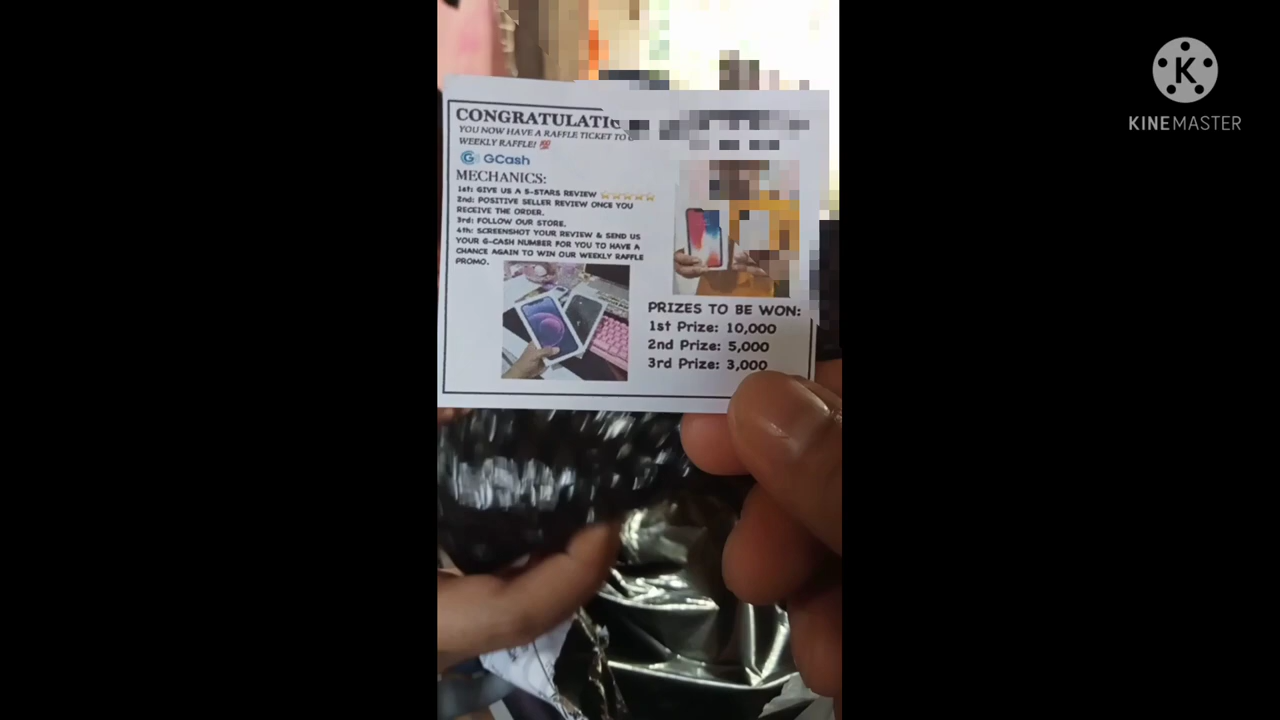 CONGRATULATIO
YOU NOW HAVE A RAFFLE TICKET TO
WEEKLY RAFFLE! 💯
GCash
MECHANICS:
1st: GIVE US A 5-STARS REVIEW ⭐⭐⭐⭐⭐
2nd: POSITIVE SELLER REVIEW ONCE YOU
RECEIVE THE ORDER.
3rd: FOLLOW OUR STORE.
4th: SCREENSHOT YOUR REVIEW & SEND US
YOUR G-CASH NUMBER FOR YOU TO HAVE A
CHANCE AGAIN TO WIN OUR WEEKLY RAFFLE
PROMO.
PRIZES TO BE WON:
1st Prize: 10,000
2nd Prize: 5,000
3rd Prize: 3,000
K
KINEMASTER